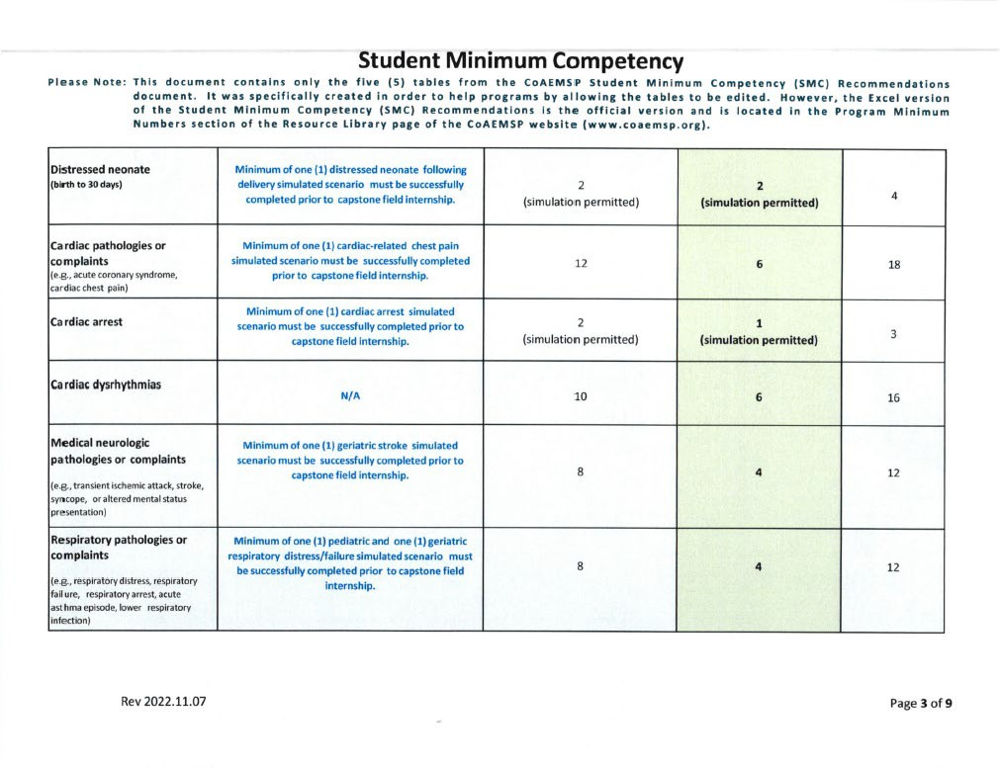 Student Minimum Competency
Please Note: This document contains only the five (5) tables from the CoAEMSP Student Minimum Competency (SMC) Recommendations
document. It was specifically created in order to help programs by allowing the tables to be edited. However, the Excel version
of the Student Minimum Competency (SMC) Recommendations is the official version and is located in the Program Minimum
Numbers section of the Resource Library page of the CoAEMSP website (www.coaemsp.org).
Distressed neonate
(birth to 30 days)
Minimum of one (1) distressed neonate following
delivery simulated scenario must be successfully
completed prior to capstone field internship.
2
(simulation permitted)
2
(simulation permitted)
4
Cardiac pathologies or
complaints
(e.g., acute coronary syndrome,
cardiac chest pain)
Minimum of one (1) cardiac-related chest pain
simulated scenario must be successfully completed
prior to capstone field internship.
12
6
18
Cardiac arrest
Minimum of one (1) cardiac arrest simulated
scenario must be successfully completed prior to
capstone field internship.
2
(simulation permitted)
1
(simulation permitted)
3
Cardiac dysrhythmias
N/A
10
6
16
Medical neurologic
pathologies or complaints
(e.g., transient ischemic attack, stroke,
syncope, or altered mental status
presentation)
Minimum of one (1) geriatric stroke simulated
scenario must be successfully completed prior to
capstone field internship.
8
4
12
Respiratory pathologies or
complaints
(e.g., respiratory distress, respiratory
failure, respiratory arrest, acute
asthma episode, lower respiratory
infection)
Minimum of one (1) pediatric and one (1) geriatric
respiratory distress/failure simulated scenario must
be successfully completed prior to capstone field
internship.
8
4
12
Rev 2022.11.07
Page 3 of 9